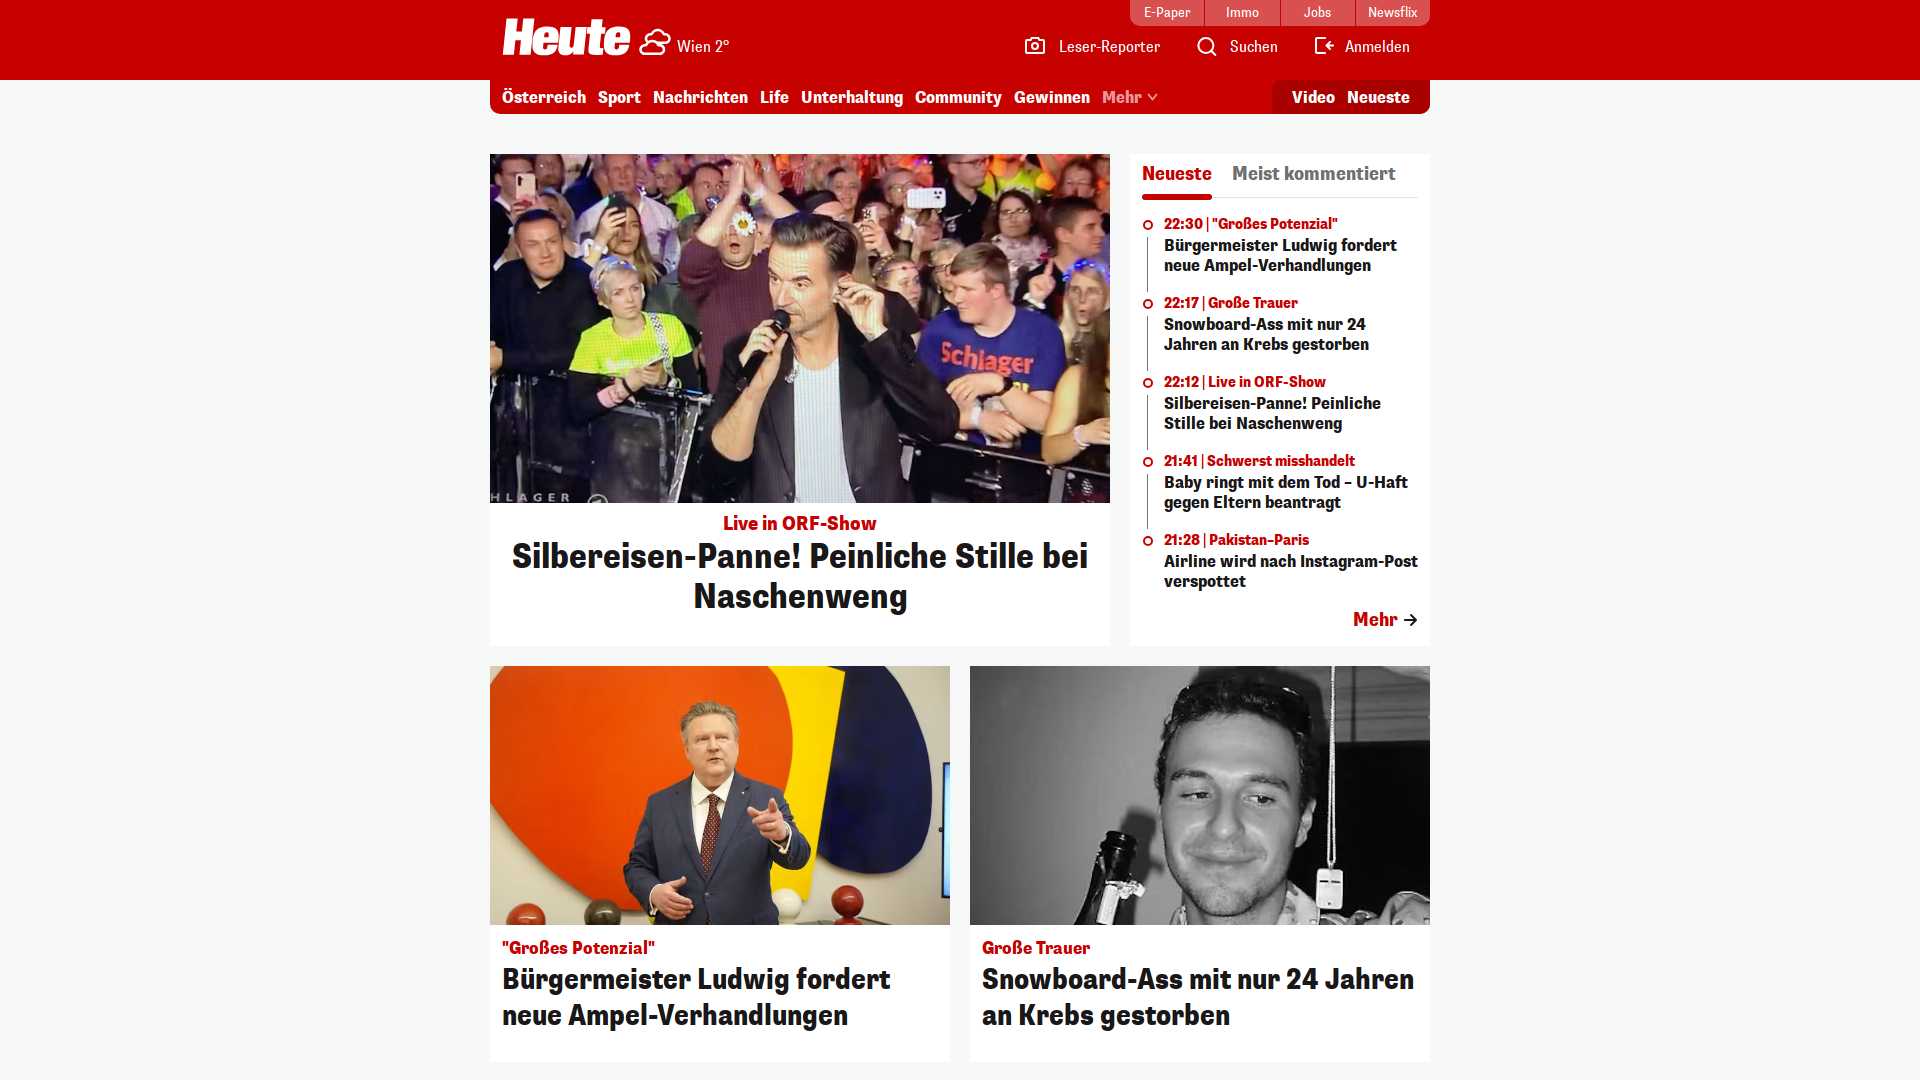 E-Paper
Immo
Jobs
Newsflix
Heute
Wien 2°
Leser-Reporter
Suchen
Anmelden
Österreich
Sport
Nachrichten
Life
Unterhaltung
Community
Gewinnen
Mehr
Video
Neueste
Schlager
HLAGER
Live in ORF-Show
Silbereisen-Panne! Peinliche Stille bei
Naschenweng
Neueste
Meist kommentiert
22:30 | "Großes Potenzial"
Bürgermeister Ludwig fordert
neue Ampel-Verhandlungen
22:17 | Große Trauer
Snowboard-Ass mit nur 24
Jahren an Krebs gestorben
22:12 | Live in ORF-Show
Silbereisen-Panne! Peinliche
Stille bei Naschenweng
21:41 | Schwerst misshandelt
Baby ringt mit dem Tod – U-Haft
gegen Eltern beantragt
21:28 | Pakistan–Paris
Airline wird nach Instagram-Post
verspottet
Mehr
"Großes Potenzial"
Bürgermeister Ludwig fordert
neue Ampel-Verhandlungen
Große Trauer
Snowboard-Ass mit nur 24 Jahren
an Krebs gestorben